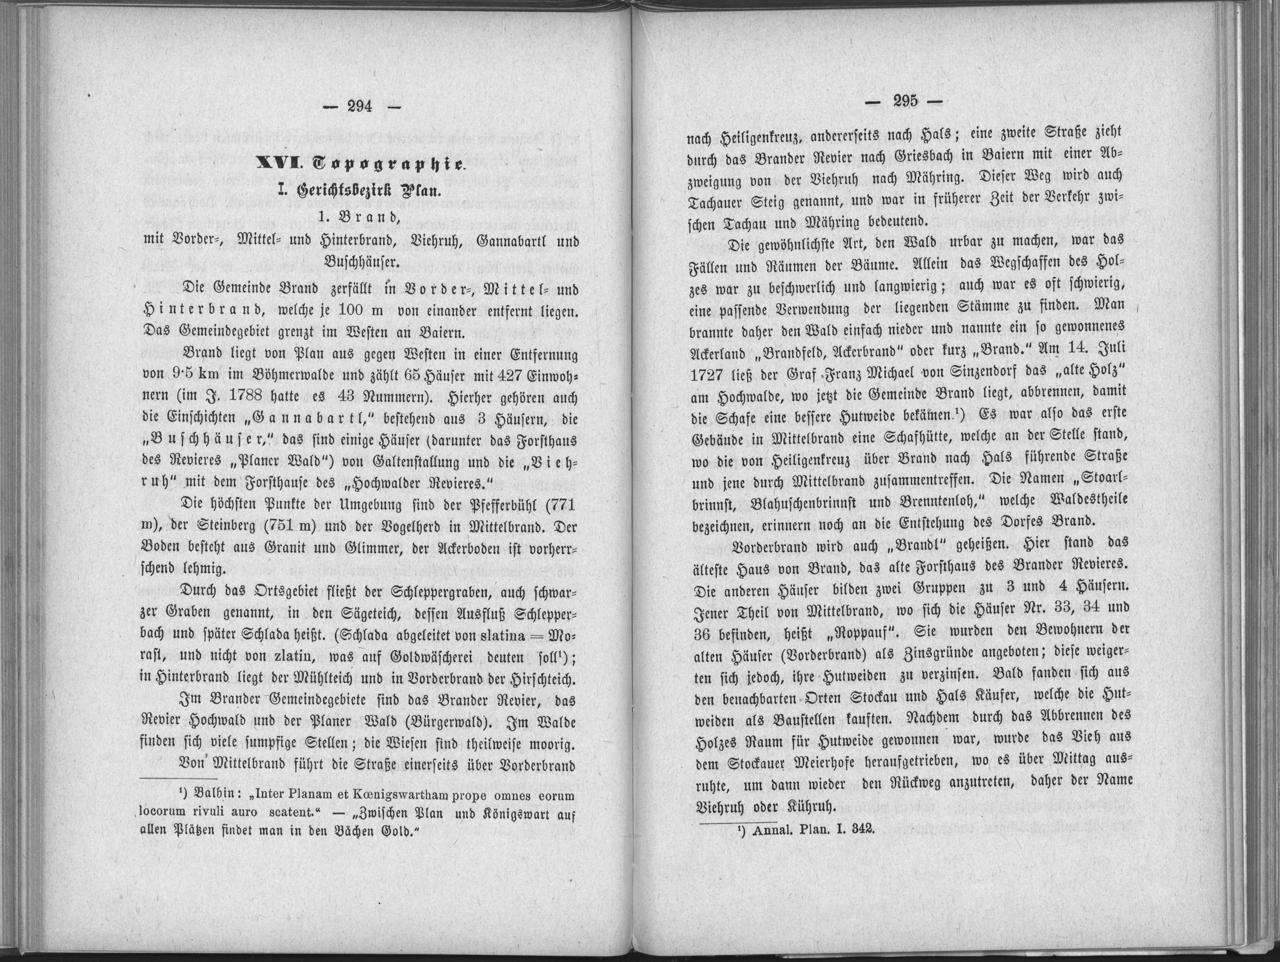 — 294 —
XVI. Topographie.
I. Gerichtsbezirk Plan.
1. Brand,
mit Vorder-, Mittel- und Hinterbrand, Viehruh, Gannabartl und
Buschhäuser.
Die Gemeinde Brand zerfällt in Vorder-, Mittel- und
Hinterbrand, welche je 100 m von einander entfernt liegen.
Das Gemeindegebiet grenzt im Westen an Baiern.
Brand liegt von Plan aus gegen Westen in einer Entfernung
von 9·5 km im Böhmerwalde und zählt 65 Häuser mit 427 Einwoh-
nern (im J. 1788 hatte es 43 Nummern). Hierher gehören auch
die Einschichten „Gannabartl,“ bestehend aus 3 Häusern, die
„Buschhäuser,“ das sind einige Häuser (darunter das Forsthaus
des Revieres „Planer Wald“) von Galtenstallung und die „Vieh-
ruh“ mit dem Forsthause des „Hochwalder Revieres.“
Die höchsten Punkte der Umgebung sind der Pfefferbühl (771
m), der Steinberg (751 m) und der Vogelherd in Mittelbrand. Der
Boden besteht aus Granit und Glimmer, der Ackerboden ist vorherr-
schend lehmig.
Durch das Ortsgebiet fließt der Schleppergraben, auch schwar-
zer Graben genannt, in den Sägeteich, dessen Ausfluß Schlepper-
bach und später Schlada heißt. (Schlada abgeleitet von slatina = Mo-
rast, und nicht von zlatin, was auf Goldwäscherei deuten soll¹);
in Hinterbrand liegt der Mühlteich und in Vorderbrand der Hirschteich.
Im Brander Gemeindegebiete sind das Brander Revier, das
Revier Hochwald und der Planer Wald (Bürgerwald). Im Walde
finden sich viele sumpfige Stellen; die Wiesen sind theilweise moorig.
Von Mittelbrand führt die Straße einerseits über Vorderbrand
¹) Balbin: „Inter Planam et Kœnigswartham prope omnes eorum
locorum rivuli auro scatent.“ — „Zwischen Plan und Königswart auf
allen Plätzen findet man in den Bächen Gold.“
— 295 —
nach Heiligenkreuz, andererseits nach Hals; eine zweite Straße zieht
durch das Brander Revier nach Griesbach in Baiern mit einer Ab-
zweigung von der Viehruh nach Mähring. Dieser Weg wird auch
Tachauer Steig genannt, und war in früherer Zeit der Verkehr zwi-
schen Tachau und Mähring bedeutend.
Die gewöhnlichste Art, den Wald urbar zu machen, war das
Fällen und Räumen der Bäume. Allein das Wegschaffen des Hol-
zes war zu beschwerlich und langwierig; auch war es oft schwierig,
eine passende Verwendung der liegenden Stämme zu finden. Man
brannte daher den Wald einfach nieder und nannte ein so gewonnenes
Ackerland „Brandfeld, Ackerbrand“ oder kurz „Brand.“ Am 14. Juli
1727 ließ der Graf Franz Michael von Sinzendorf das „alte Holz“
am Hochwalde, wo jetzt die Gemeinde Brand liegt, abbrennen, damit
die Schafe eine bessere Hutweide bekämen.¹) Es war also das erste
Gebäude in Mittelbrand eine Schafhütte, welche an der Stelle stand,
wo die von Heiligenkreuz über Brand nach Hals führende Straße
und jene durch Mittelbrand zusammentreffen. Die Namen „Stoarl-
brinnst, Blahuschenbrinnst und Brenntenloh,“ welche Waldestheile
bezeichnen, erinnern noch an die Entstehung des Dorfes Brand.
Vorderbrand wird auch „Brandl“ geheißen. Hier stand das
älteste Haus von Brand, das alte Forsthaus des Brander Revieres.
Die anderen Häuser bilden zwei Gruppen zu 3 und 4 Häusern.
Jener Theil von Mittelbrand, wo sich die Häuser Nr. 33, 34 und
36 befinden, heißt „Roppauf“. Sie wurden den Bewohnern der
alten Häuser (Vorderbrand) als Zinsgründe angeboten; diese weiger-
ten sich jedoch, ihre Hutweiden zu verzinsen. Bald fanden sich aus
den benachbarten Orten Stockau und Hals Käufer, welche die Hut-
weiden als Baustellen kauften. Nachdem durch das Abbrennen des
Holzes Raum für Hutweide gewonnen war, wurde das Vieh aus
dem Stockauer Meierhofe heraufgetrieben, wo es über Mittag aus-
ruhte, um dann wieder den Rückweg anzutreten, daher der Name
Viehruh oder Kühruh.
¹) Annal. Plan. I. 342.